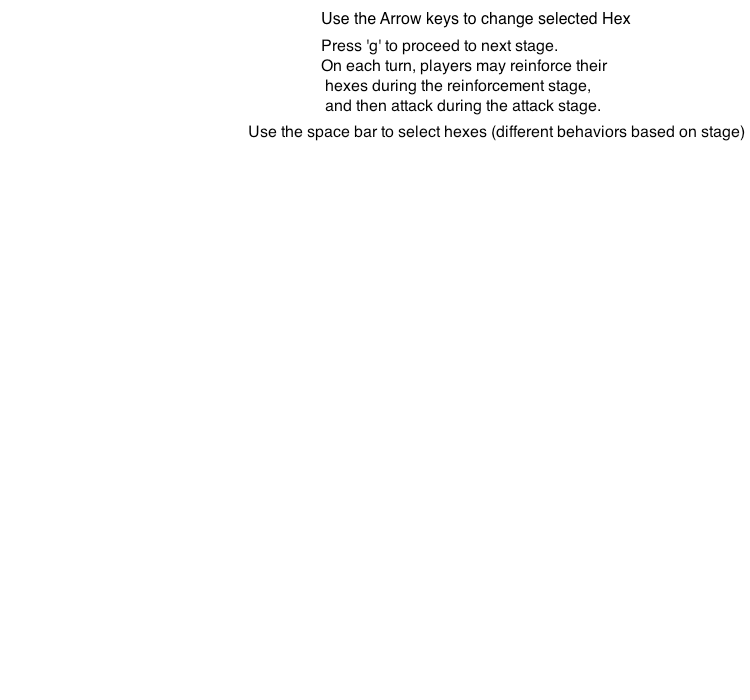 Use the Arrow keys to change selected Hex
Press 'g' to proceed to next stage.
On each turn, players may reinforce their
hexes during the reinforcement stage,
and then attack during the attack stage.
Use the space bar to select hexes (different behaviors based on stage)